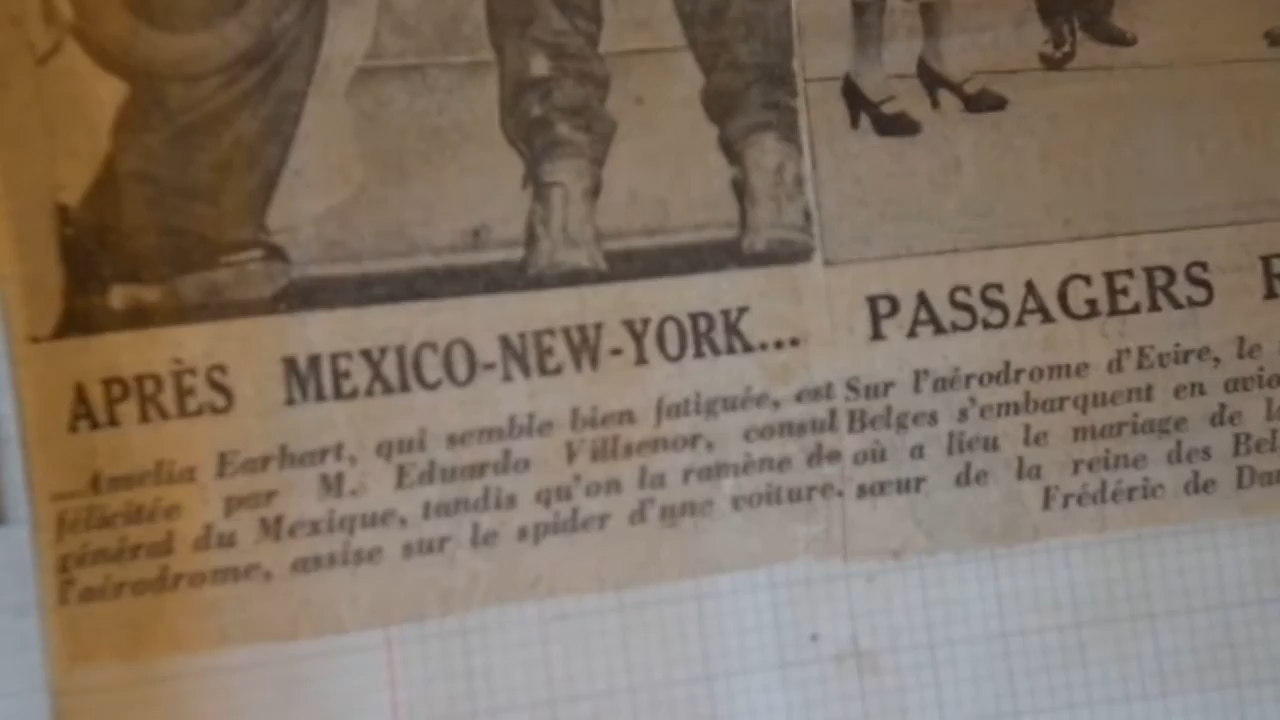 APRÈS MEXICO-NEW-YORK...
Amelia Earhart, qui semble bien fatiguée, est
félicitée par M. Eduardo Villsenor, consul
général du Mexique, tandis qu'on la ramène de
l'aérodrome, assise sur le spider d'une voiture.
PASSAGERS
Sur l'aérodrome d'Evire, le
Belges s'embarquent en avio
où a lieu le mariage de l
sœur de la reine des Bel
Frédéric de Da